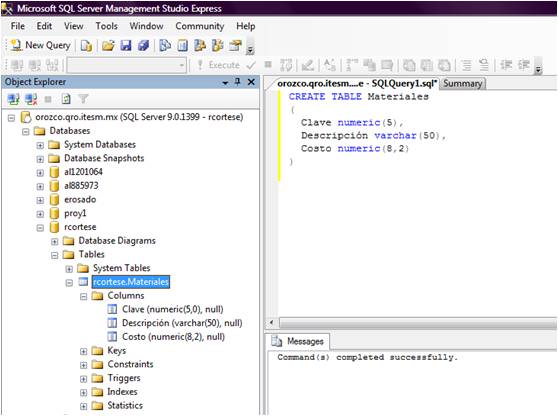 Microsoft SQL Server Management Studio Express
File Edit View Tools Window Community Help
New Query
Execute
Object Explorer
orozco.qro.itesm.mx (SQL Server 9.0.1399 - rcortese)
Databases
System Databases
Database Snapshots
al1201064
al885973
erosado
proy1
rcortese
Database Diagrams
Tables
System Tables
rcortese.Materiales
Columns
Clave (numeric(5,0), null)
Descripción (varchar(50), null)
Costo (numeric(8,2), null)
Keys
Constraints
Triggers
Indexes
Statistics
orozco.qro.itesm....e - SQLQuery1.sql* Summary
CREATE TABLE Materiales
(
Clave numeric(5),
Descripción varchar(50),
Costo numeric(8,2)
)
Messages
Command(s) completed successfully.